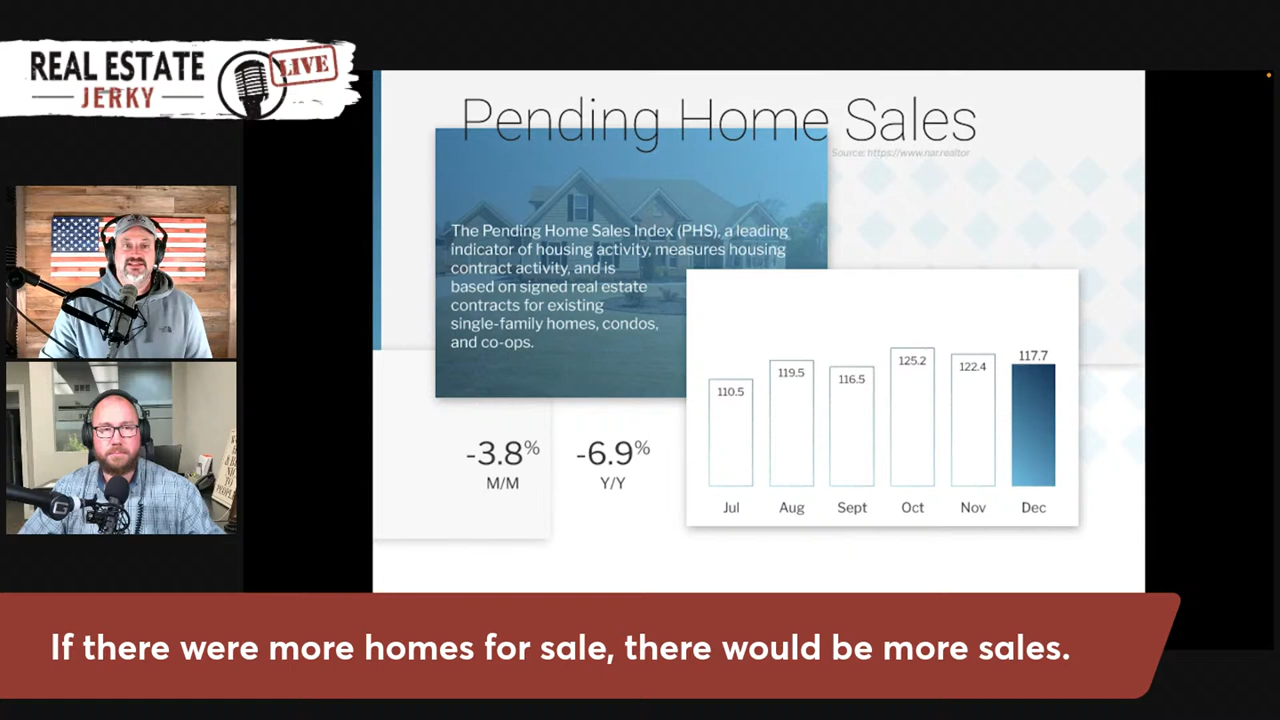 REAL ESTATE
JERKY
LIVE
Pending Home Sales
Source: https://www.nar.realtor
The Pending Home Sales Index (PHS), a leading
indicator of housing activity, measures housing
contract activity, and is
based on signed real estate
contracts for existing
single-family homes, condos,
and co-ops.
-3.8%
M/M
-6.9%
Y/Y
110.5
119.5
116.5
125.2
122.4
117.7
Jul
Aug
Sept
Oct
Nov
Dec
If there were more homes for sale, there would be more sales.